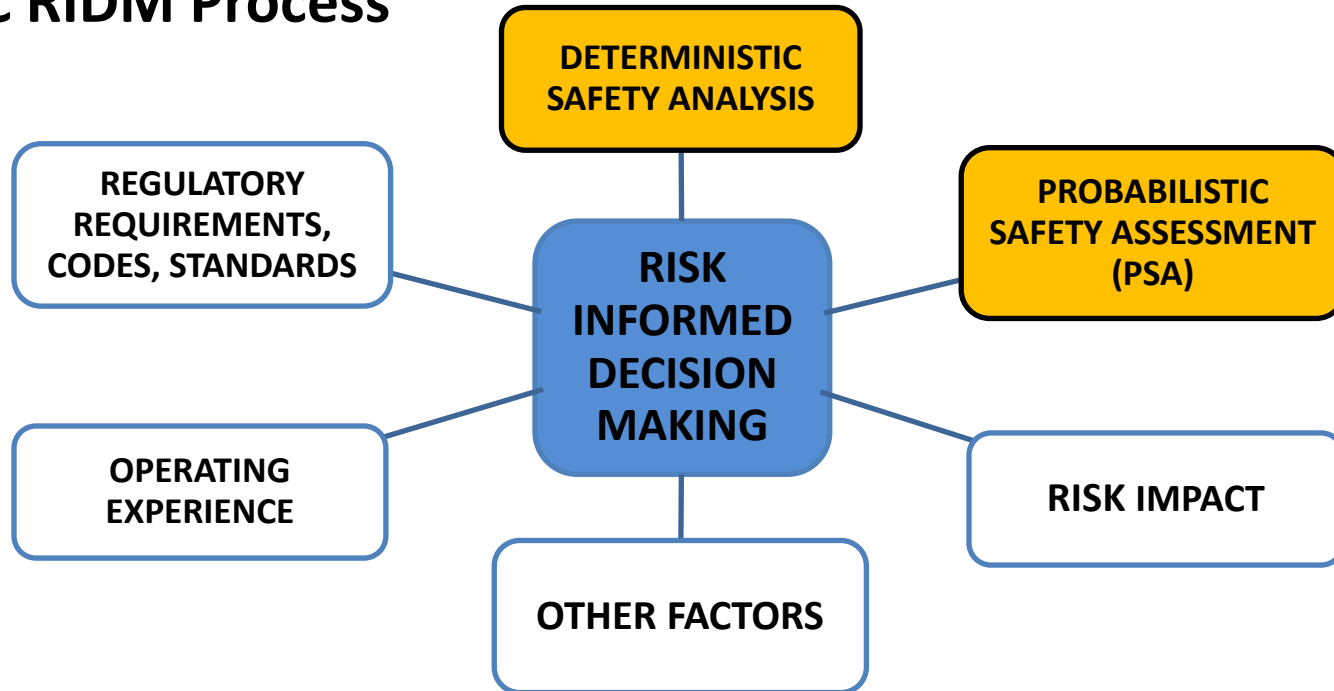 C RIDM Process
DETERMINISTIC
SAFETY ANALYSIS
REGULATORY
REQUIREMENTS,
CODES, STANDARDS
PROBABILISTIC
SAFETY ASSESSMENT
(PSA)
RISK
INFORMED
DECISION
MAKING
OPERATING
EXPERIENCE
RISK IMPACT
OTHER FACTORS